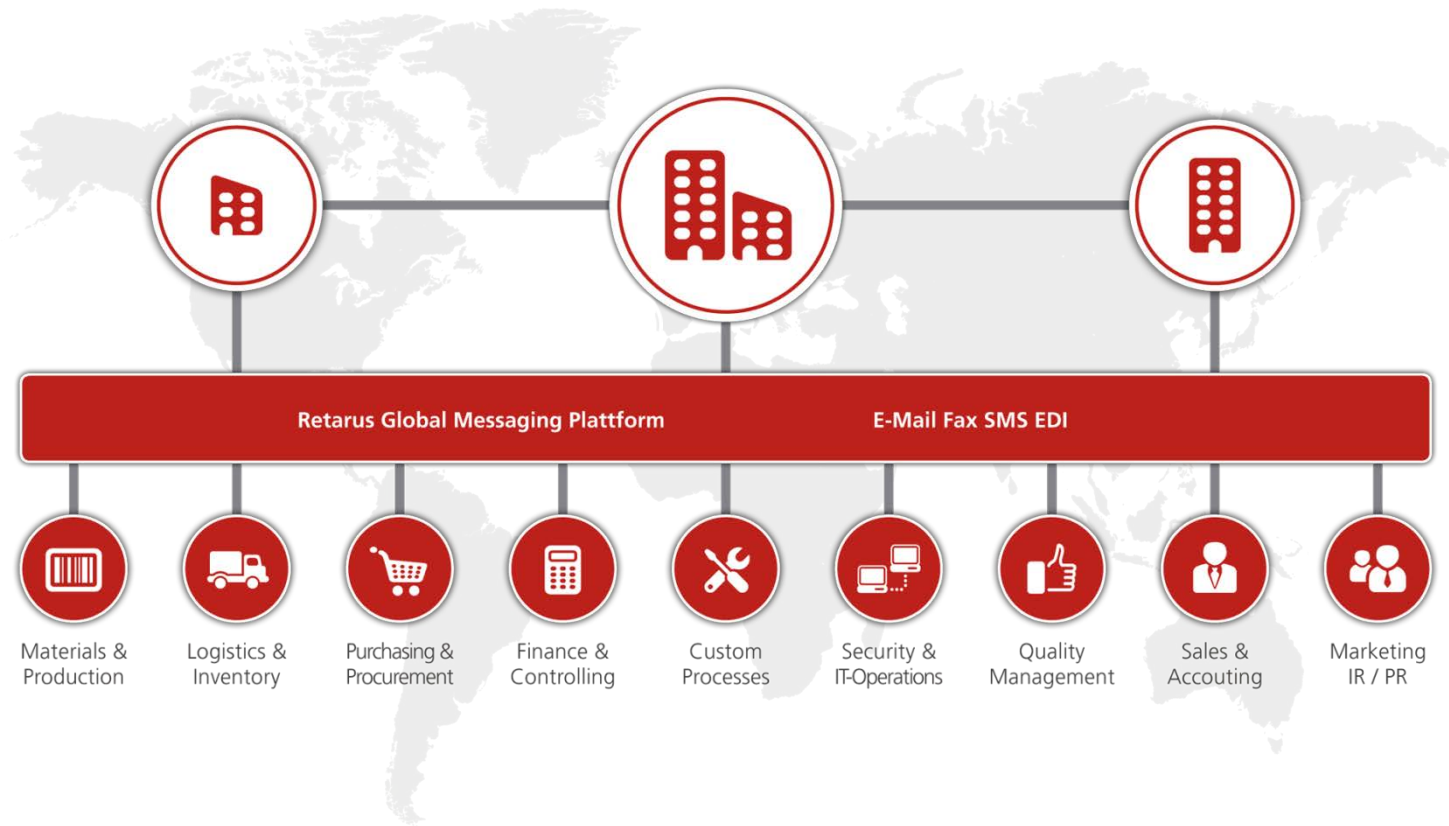 Retarus Global Messaging Plattform
E-Mail Fax SMS EDI
Materials &
Production
Logistics &
Inventory
Purchasing &
Procurement
Finance &
Controlling
Custom
Processes
Security &
IT-Operations
Quality
Management
Sales &
Accouting
Marketing
IR / PR